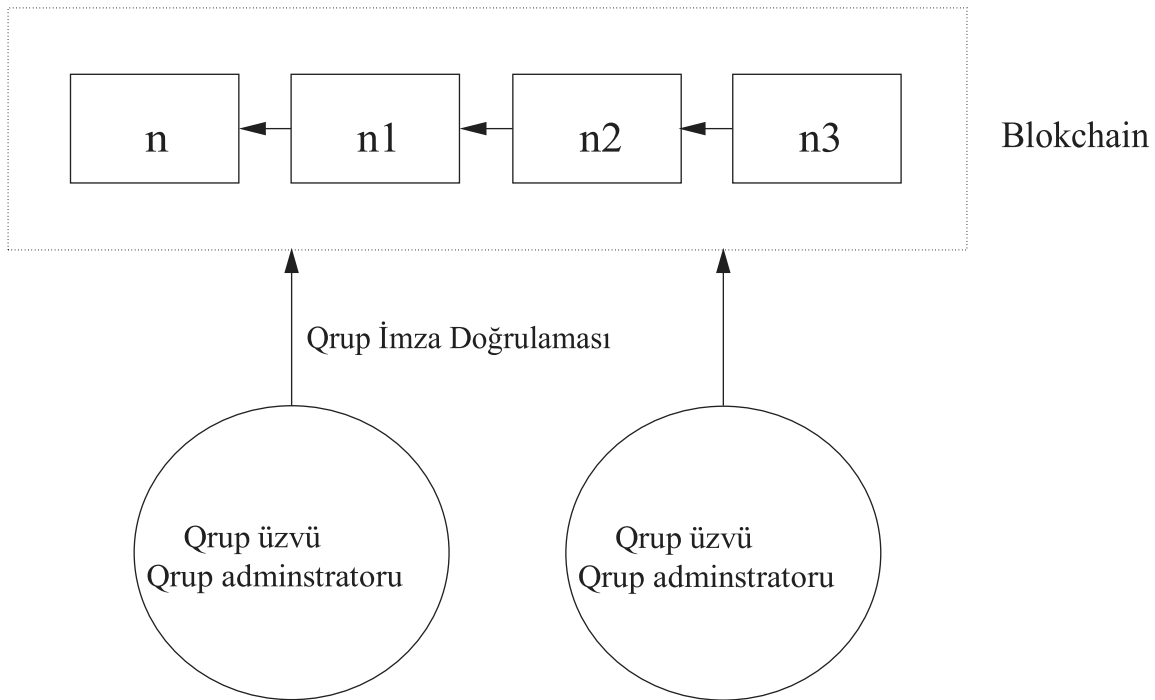 n n1 n2 n3
Blokchain
Qrup İmza Doğrulaması
Qrup üzvü
Qrup adminstratoru
Qrup üzvü
Qrup adminstratoru